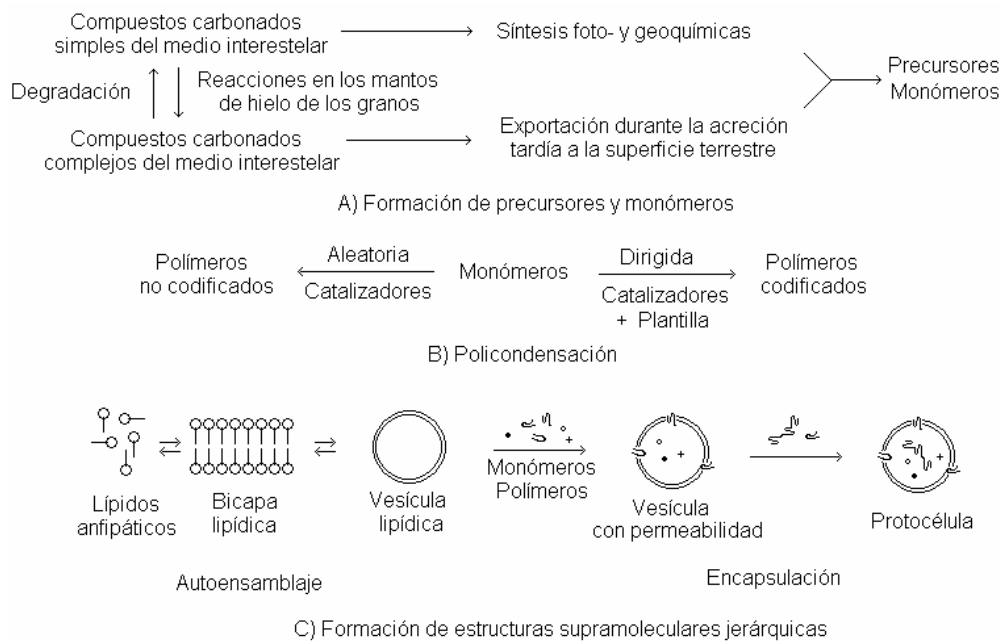 Compuestos carbonados
simples del medio interestelar
Síntesis foto- y geoquímicas
Degradación
Reacciones en los mantos
de hielo de los granos
Precursores
Monómeros
Compuestos carbonados
complejos del medio interestelar
Exportación durante la acreción
tardía a la superficie terrestre
A) Formación de precursores y monómeros
Polímeros
no codificados
Aleatoria
Catalizadores
Monómeros
Dirigida
Catalizadores
+ Plantilla
Polímeros
codificados
B) Policondensación
Lípidos
anfipáticos
Bicapa
lipídica
Vesícula
lipídica
Monómeros
Polímeros
Vesícula
con permeabilidad
Protocélula
Autoensamblaje
Encapsulación
C) Formación de estructuras supramoleculares jerárquicas